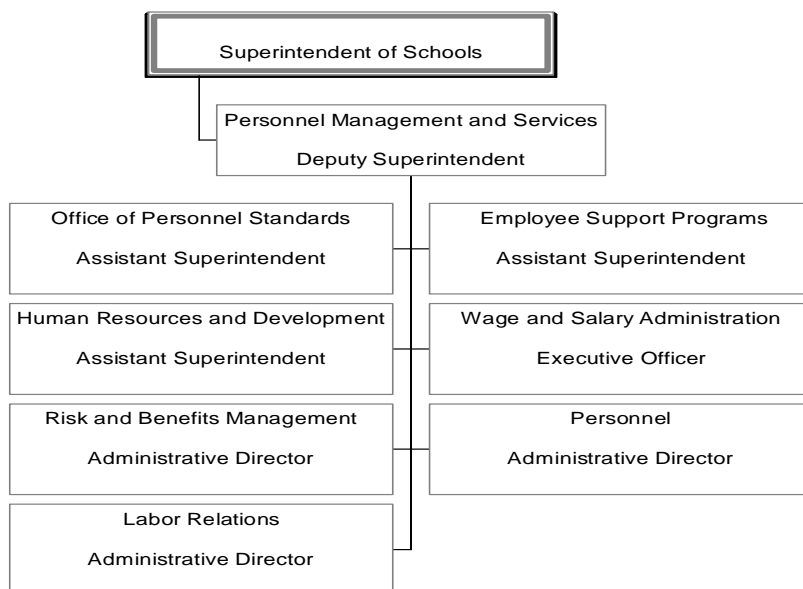 Superintendent of Schools
Personnel Management and Services
Deputy Superintendent
Office of Personnel Standards
Assistant Superintendent
Employee Support Programs
Assistant Superintendent
Human Resources and Development
Assistant Superintendent
Wage and Salary Administration
Executive Officer
Risk and Benefits Management
Administrative Director
Personnel
Administrative Director
Labor Relations
Administrative Director